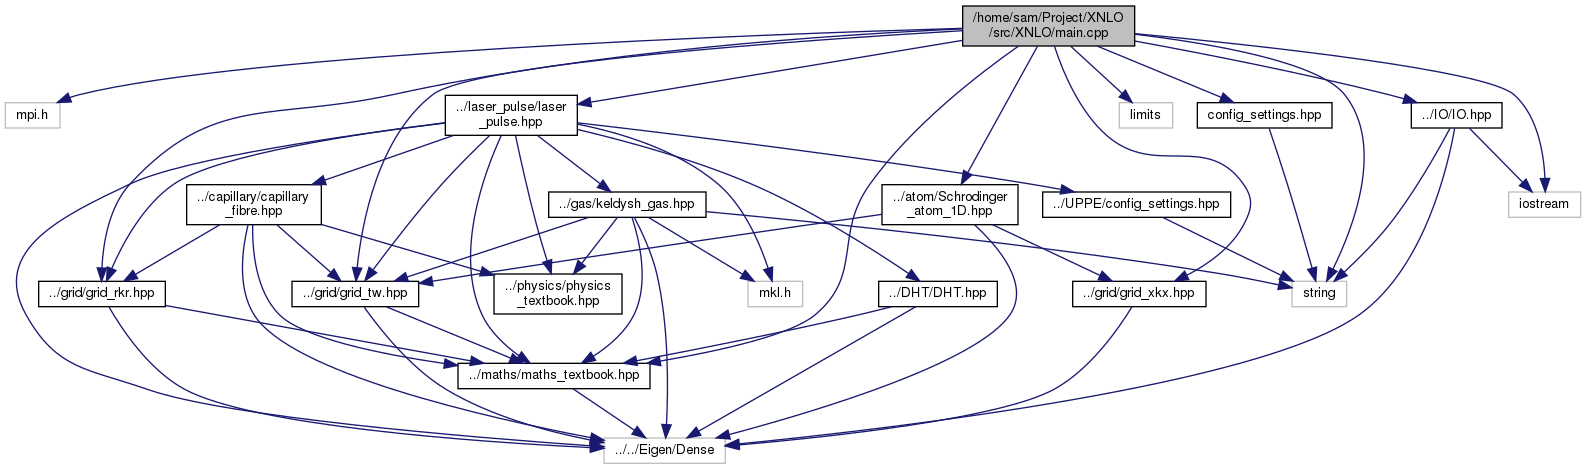 /home/sam/Project/XNLO
/src/XNLO/main.cpp
mpi.h
../laser_pulse/laser
_pulse.hpp
limits
config_settings.hpp
../IO/IO.hpp
../capillary/capillary
_fibre.hpp
../gas/keldysh_gas.hpp
../atom/Schrodinger
_atom_1D.hpp
../UPPE/config_settings.hpp
iostream
../grid/grid_rkr.hpp
../grid/grid_tw.hpp
../physics/physics
_textbook.hpp
mkl.h
../DHT/DHT.hpp
../grid/grid_xkx.hpp
string
../maths/maths_textbook.hpp
../../Eigen/Dense